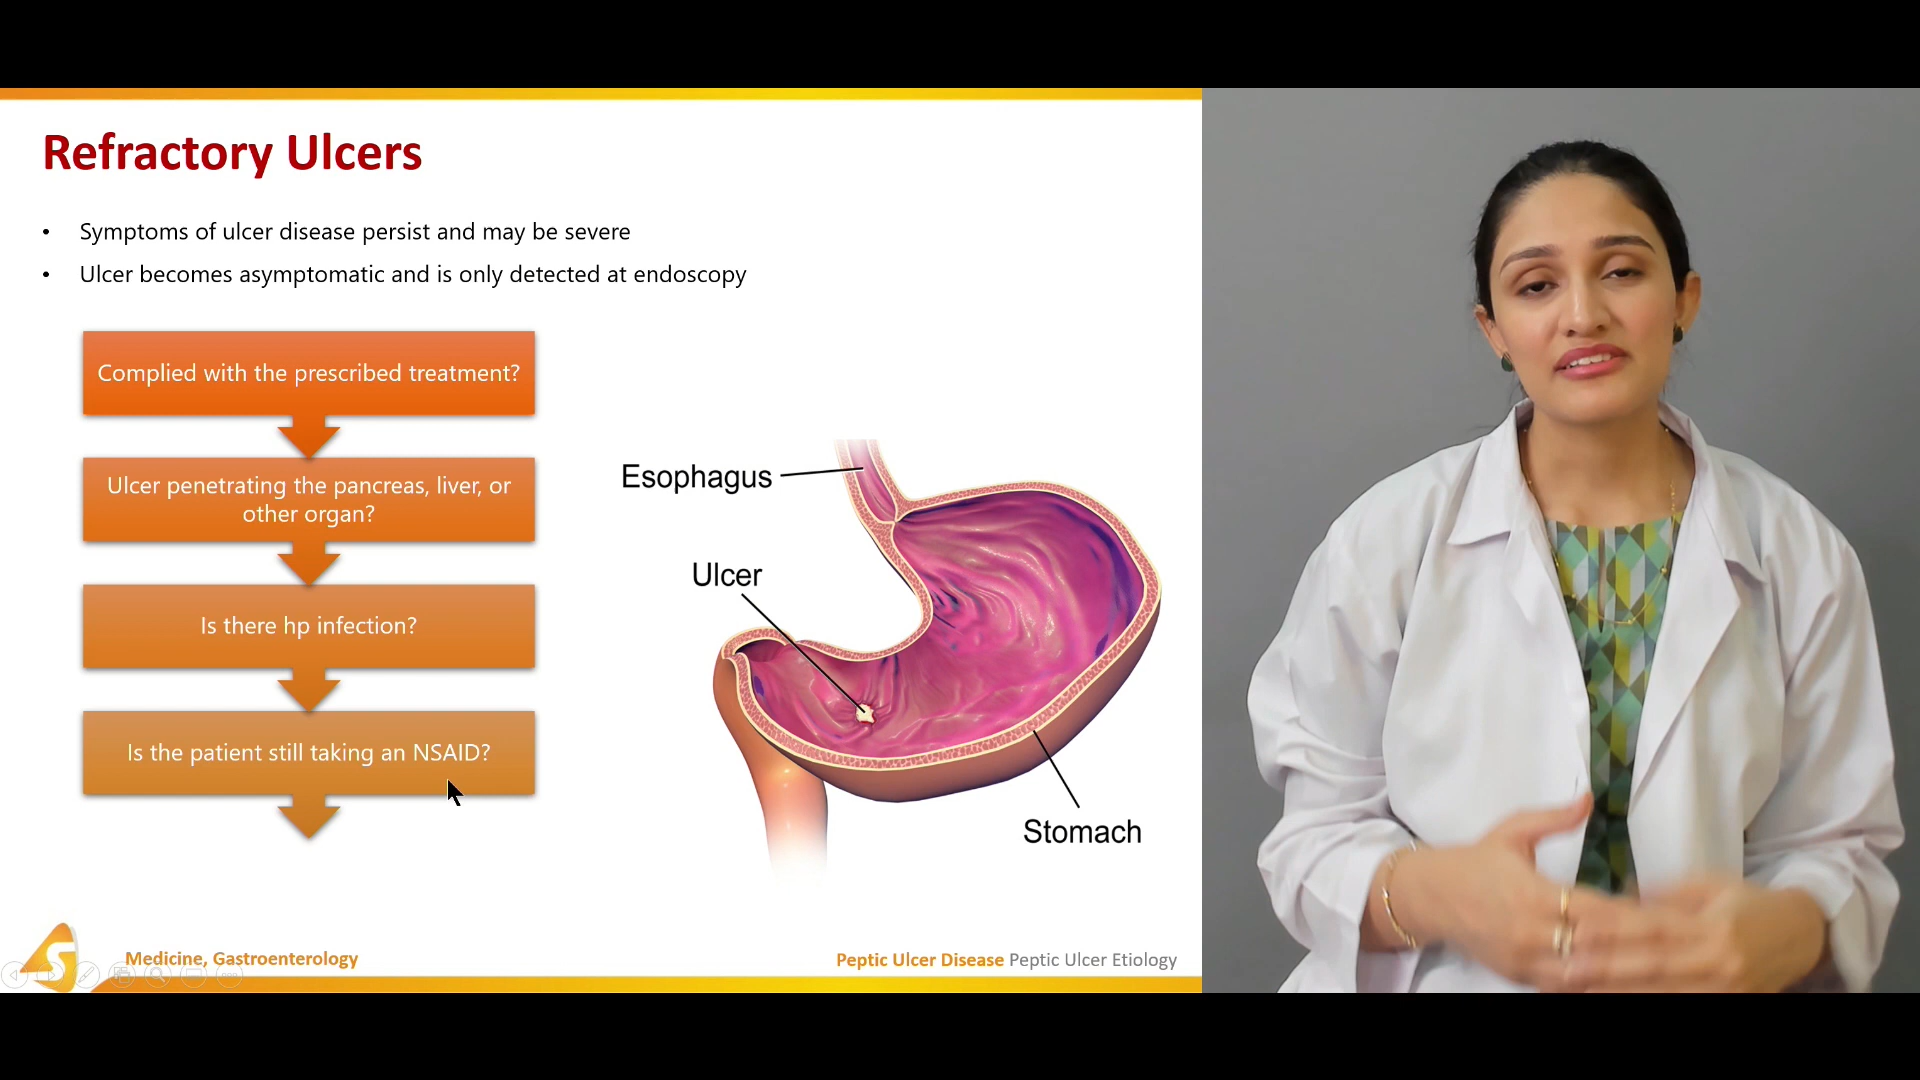 Refractory Ulcers
• Symptoms of ulcer disease persist and may be severe
• Ulcer becomes asymptomatic and is only detected at endoscopy
Complied with the prescribed treatment?
Ulcer penetrating the pancreas, liver, or
other organ?
Is there hp infection?
Is the patient still taking an NSAID?
Esophagus
Ulcer
Stomach
S
Medicine, Gastroenterology
Peptic Ulcer Disease Peptic Ulcer Etiology